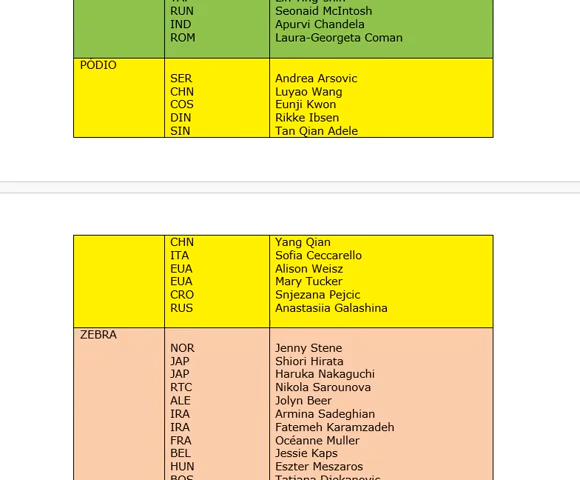 RUN Seonaid McIntosh
IND Apurvi Chandela
ROM Laura-Georgeta Coman
PÓDIO
SER Andrea Arsovic
CHN Luyao Wang
COS Eunji Kwon
DIN Rikke Ibsen
SIN Tan Qian Adele
CHN Yang Qian
ITA Sofia Ceccarello
EUA Alison Weisz
EUA Mary Tucker
CRO Snjezana Pejcic
RUS Anastasiia Galashina
ZEBRA
NOR Jenny Stene
JAP Shiori Hirata
JAP Haruka Nakaguchi
RTC Nikola Sarounova
ALE Jolyn Beer
IRA Armina Sadeghian
IRA Fatemeh Karamzadeh
FRA Océanne Muller
BEL Jessie Kaps
HUN Eszter Meszaros